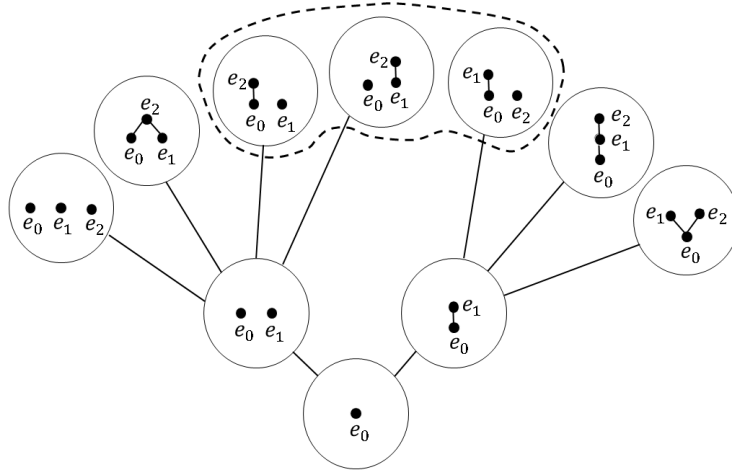 e₂
e₂ e₁
e₂ e₀ e₁ e₀ e₂
e₂ e₀ e₁ e₂
e₀ e₁ e₁
e₀
e₁ e₂
e₀ e₁ e₂ e₀
e₁
e₀ e₁ e₀
e₀